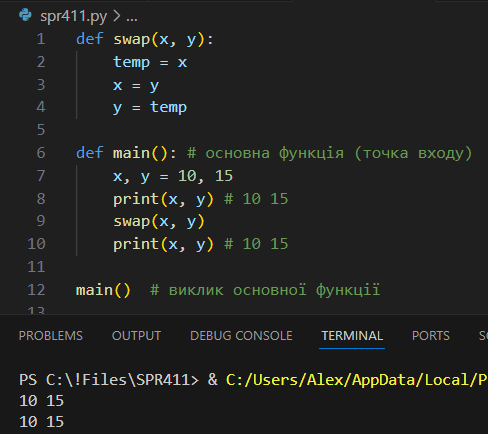 spr411.py > ...
1 def swap(x, y):
2 temp = x
3 x = y
4 y = temp
5
6 def main(): # основна функція (точка входу)
7 x, y = 10, 15
8 print(x, y) # 10 15
9 swap(x, y)
10 print(x, y) # 10 15
11
12 main() # виклик основної функції
13
PROBLEMS OUTPUT DEBUG CONSOLE TERMINAL PORTS
PS C:\!Files\SPR411> & C:/Users/Alex/AppData/Local/P
10 15
10 15